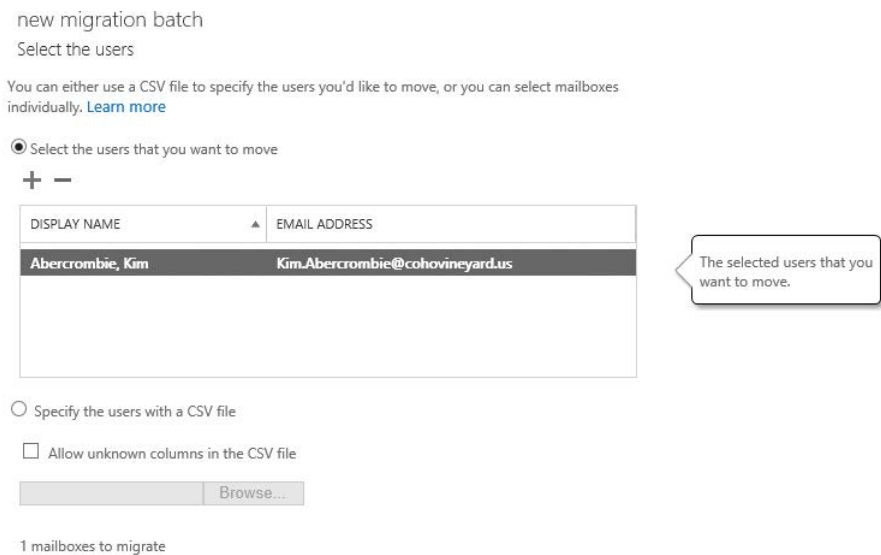 new migration batch
Select the users
You can either use a CSV file to specify the users you'd like to move, or you can select mailboxes
individually. Learn more
Select the users that you want to move
DISPLAY NAME EMAIL ADDRESS
Abercrombie, Kim Kim.Abercrombie@cohovineyard.us
The selected users that you
want to move.
Specify the users with a CSV file
Allow unknown columns in the CSV file
Browse...
1 mailboxes to migrate